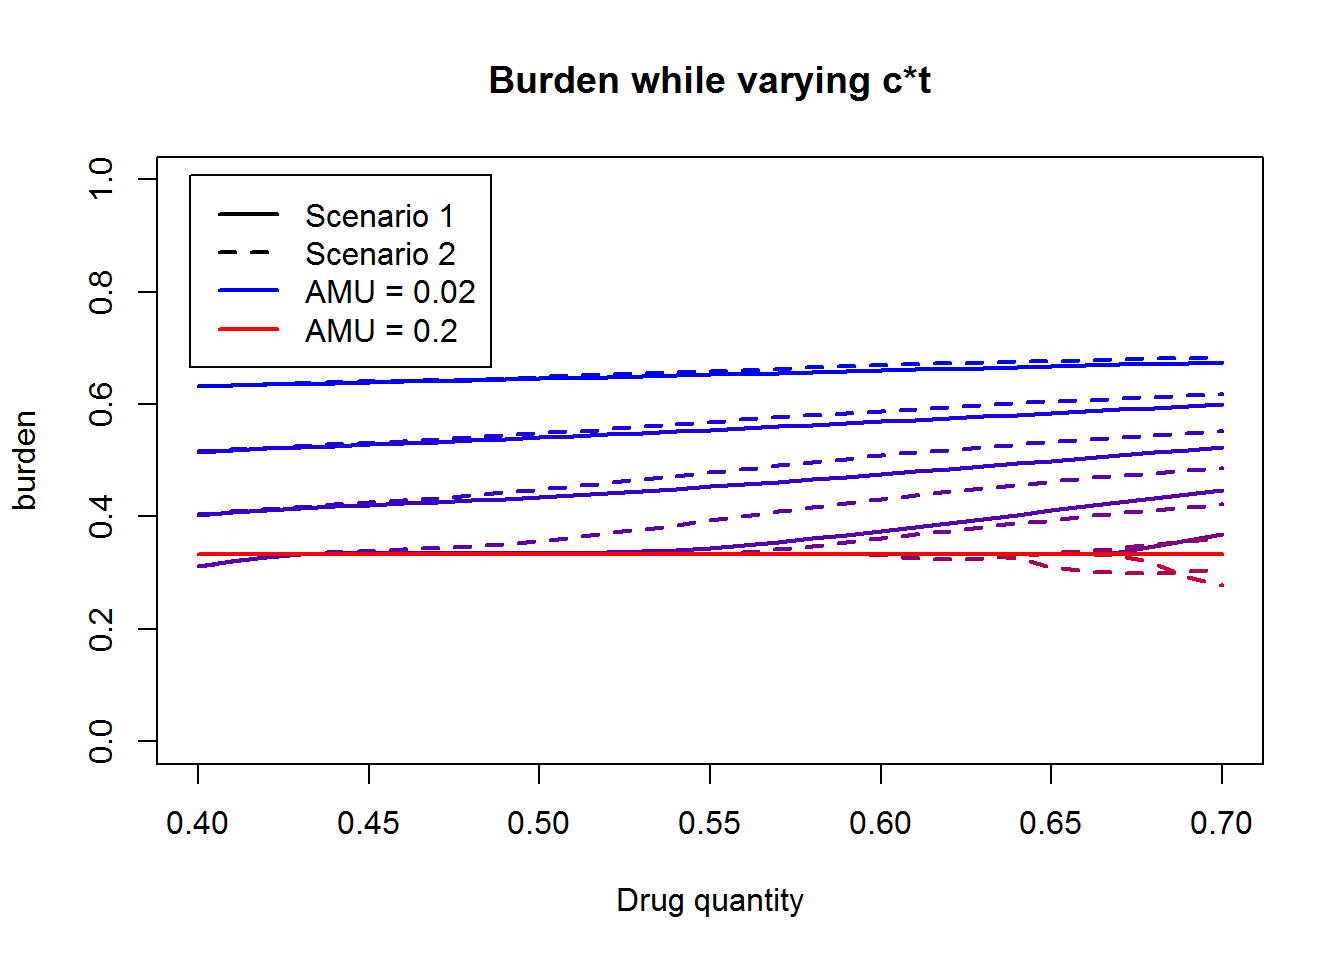 Burden while varying c*t
burden
1.0
0.8
0.6
0.4
0.2
0.0
Scenario 1
Scenario 2
AMU = 0.02
AMU = 0.2
0.40 0.45 0.50 0.55 0.60 0.65 0.70
Drug quantity